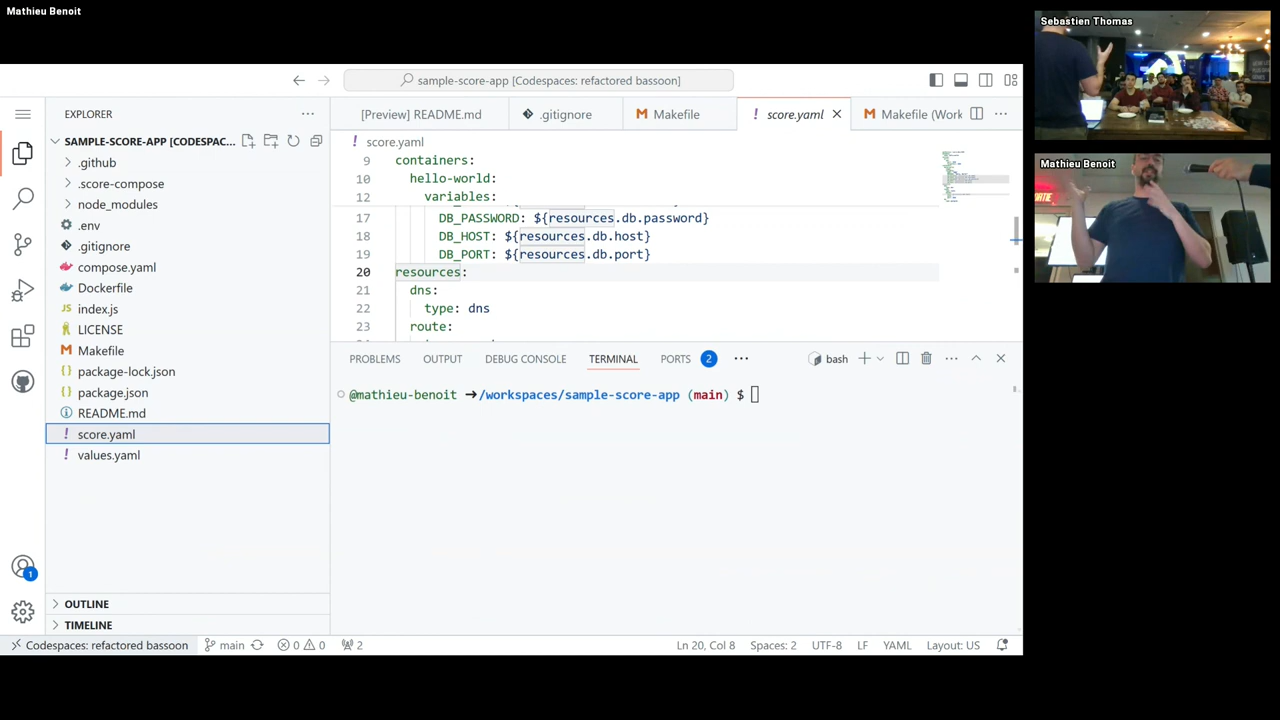 Mathieu Benoit
Sebastien Thomas
Mathieu Benoit
sample-score-app [Codespaces: refactored bassoon]
EXPLORER
SAMPLE-SCORE-APP [CODESPAC...
.github
.score-compose
node_modules
.env
.gitignore
compose.yaml
Dockerfile
JS index.js
LICENSE
Makefile
package-lock.json
package.json
README.md
! score.yaml
! values.yaml
OUTLINE
TIMELINE
[Preview] README.md
.gitignore
Makefile
! score.yaml
Makefile (Work
! score.yaml
9 containers:
10 hello-world:
12 variables:
17 DB_PASSWORD: ${resources.db.password}
18 DB_HOST: ${resources.db.host}
19 DB_PORT: ${resources.db.port}
20 resources:
21 dns:
22 type: dns
23 route:
PROBLEMS OUTPUT DEBUG CONSOLE TERMINAL PORTS 2 ... bash
@mathieu-benoit ➜/workspaces/sample-score-app (main) $
1
Codespaces: refactored bassoon main 0 0 2 Ln 20, Col 8 Spaces: 2 UTF-8 LF YAML Layout: US